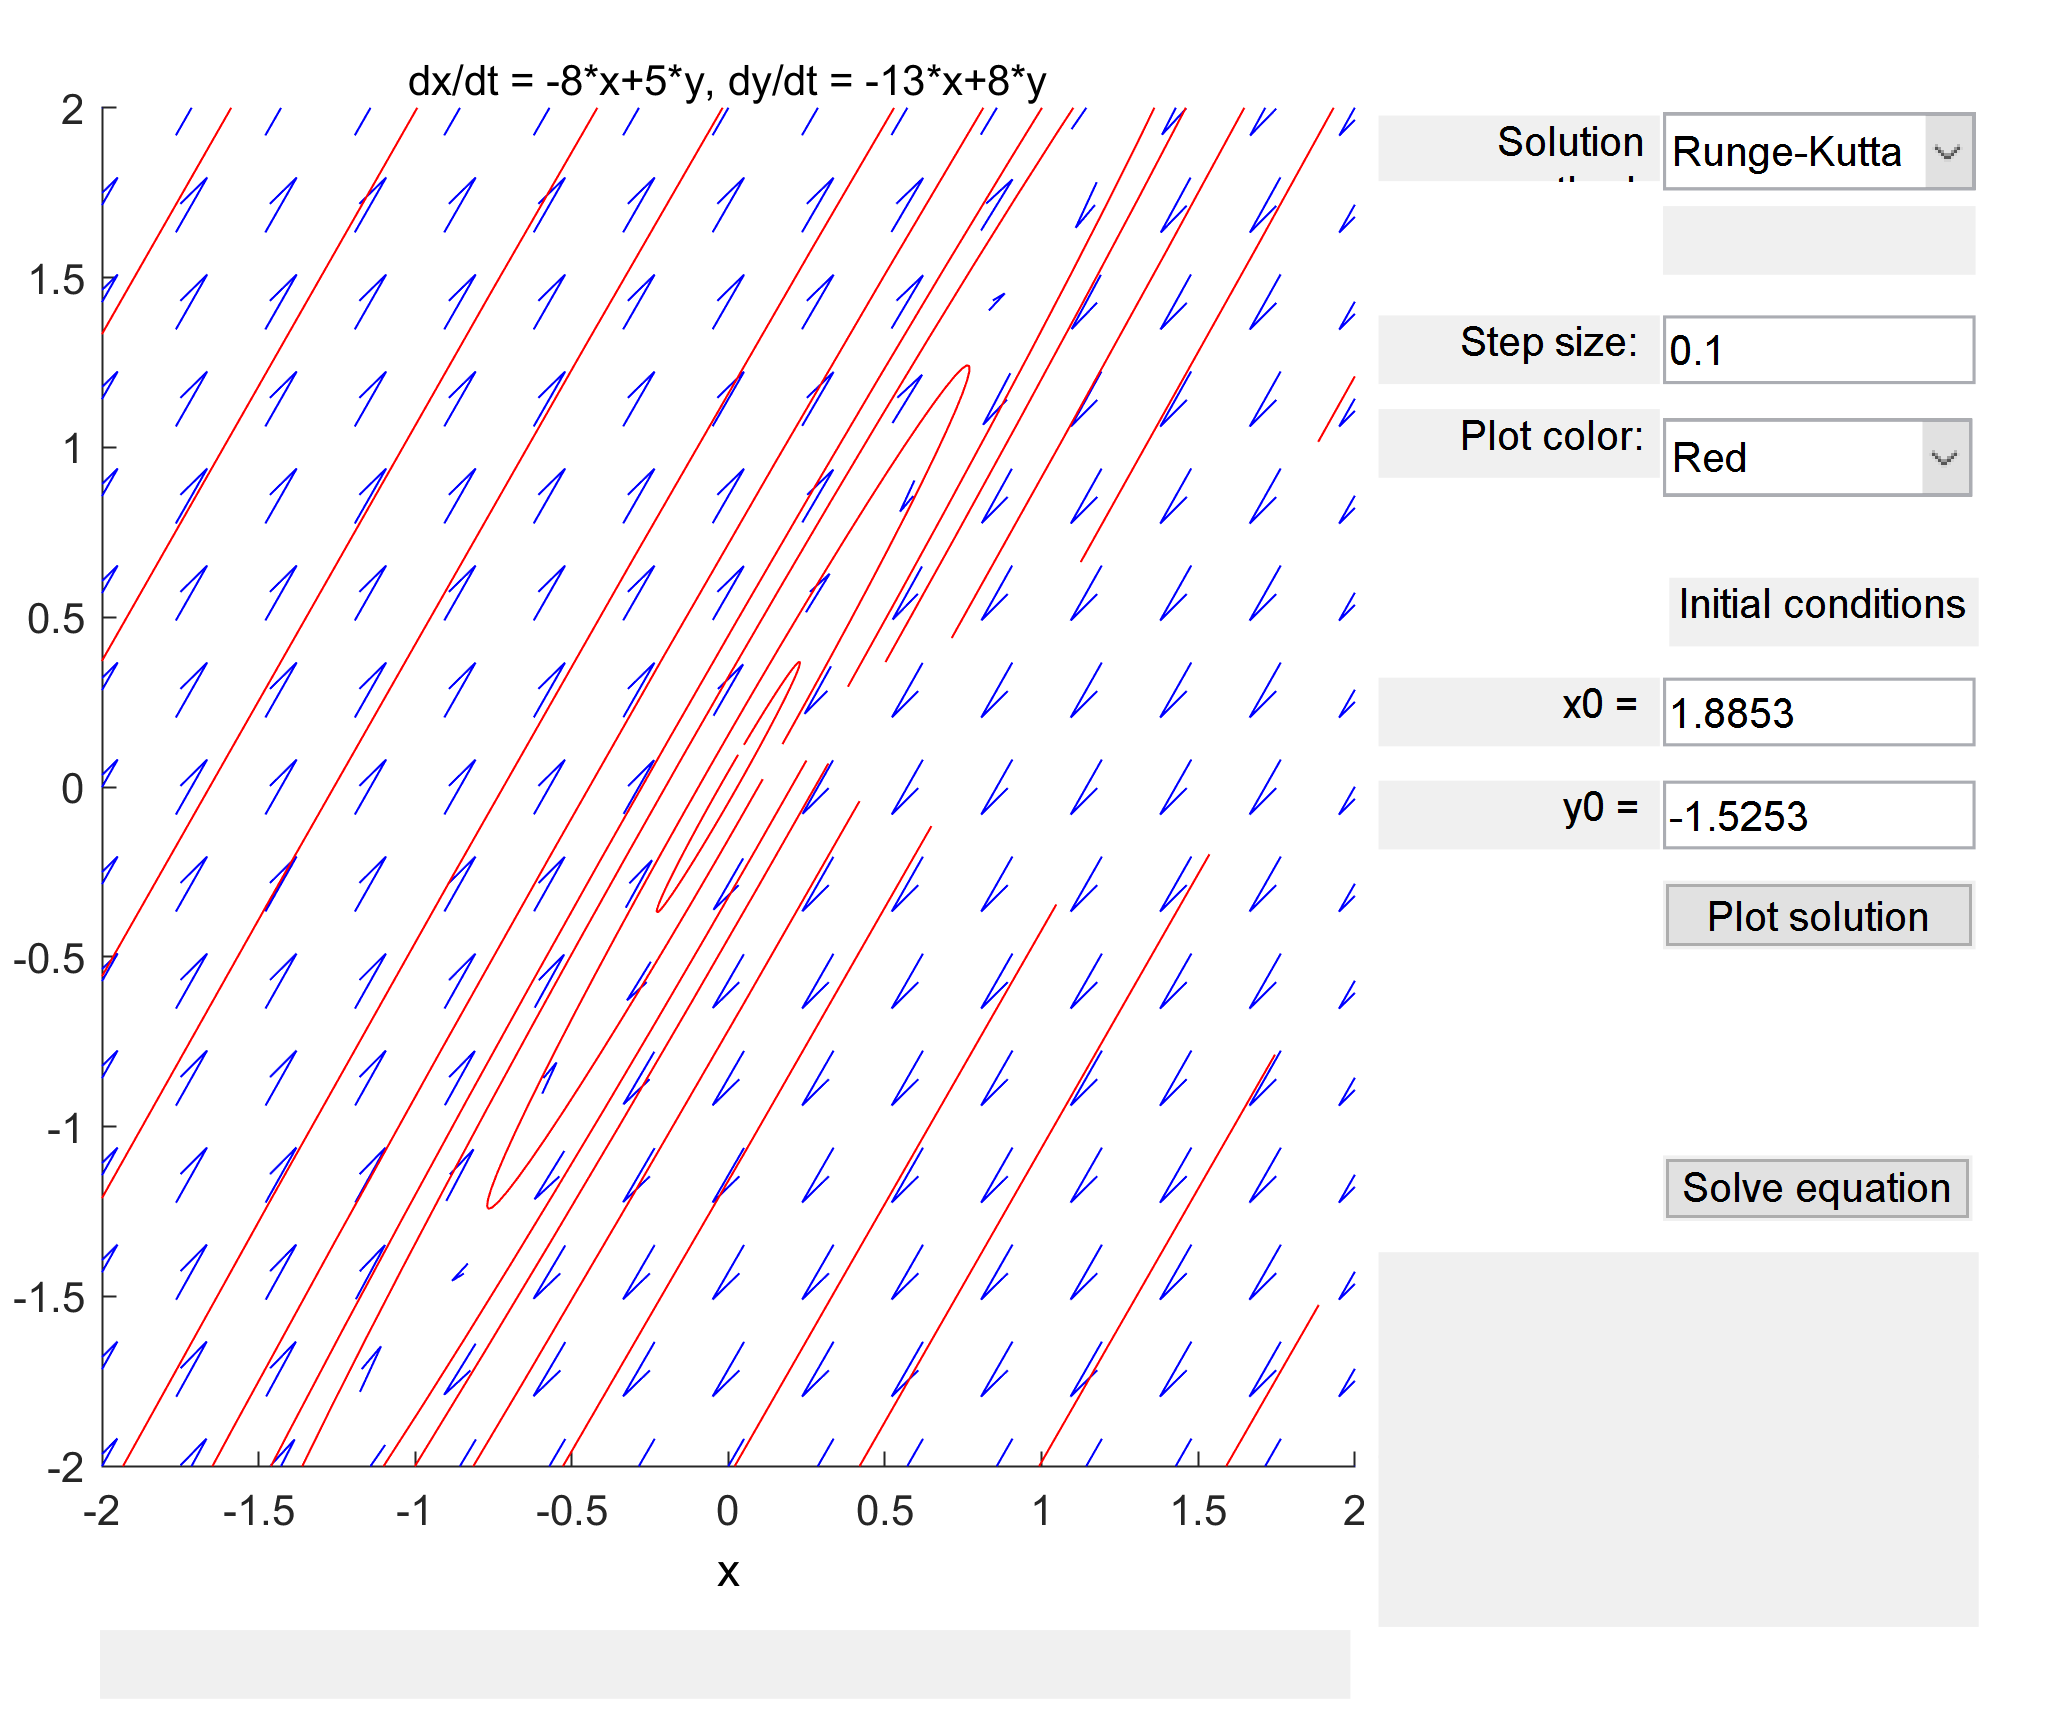 dx/dt = -8*x+5*y, dy/dt = -13*x+8*y
2
1.5
1
0.5
0
-0.5
-1
-1.5
-2
-2
-1.5
-1
-0.5
0
0.5
1
1.5
2
x
Solution
Runge-Kutta
Step size:
0.1
Plot color:
Red
Initial conditions
x0 =
1.8853
y0 =
-1.5253
Plot solution
Solve equation